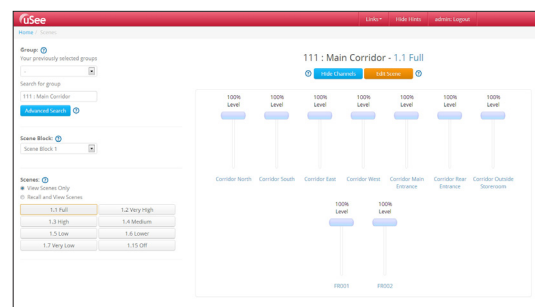 uSee
Links
Hide Hints
admin: Logout
Home / Scenes
Group:
Your previously selected groups
-
Search for group
111 : Main Corridor
Advanced Search
Scene Block:
Scene Block 1
Scenes:
View Scenes Only
Recall and View Scenes
1.1 Full
1.2 Very High
1.3 High
1.4 Medium
1.5 Low
1.6 Lower
1.7 Very Low
1.15 Off
111 : Main Corridor - 1.1 Full
Hide Channels
Edit Scene
100% Level
100% Level
100% Level
100% Level
100% Level
100% Level
100% Level
Corridor North
Corridor South
Corridor East
Corridor West
Corridor Main Entrance
Corridor Rear Entrance
Corridor Outside Storeroom
100% Level
100% Level
FRD01
FRD02